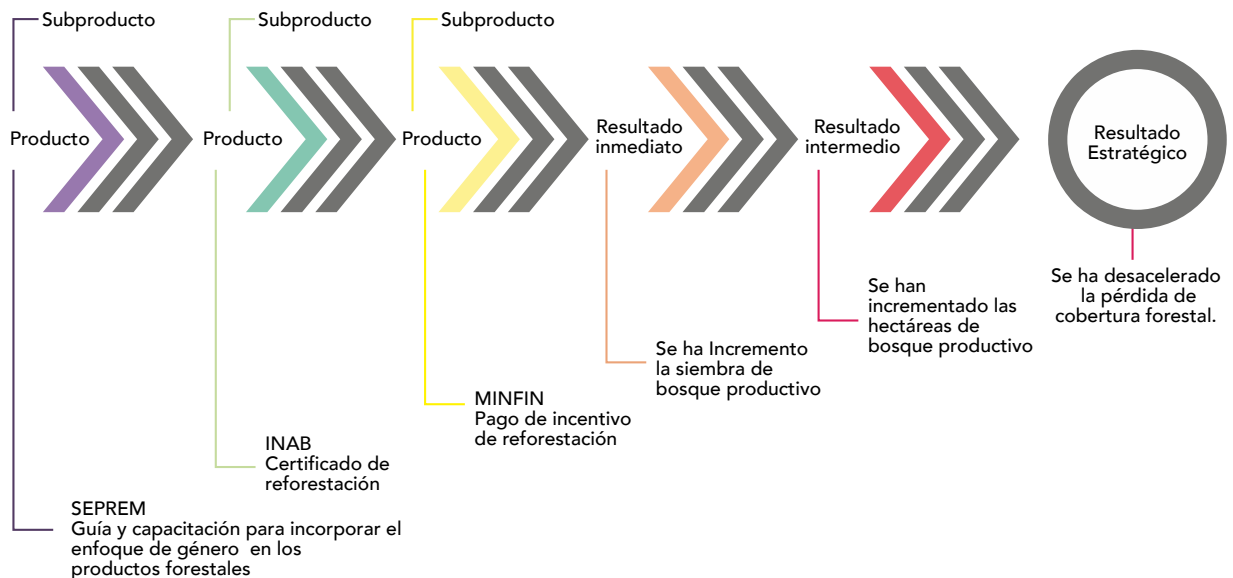 Subproducto
Subproducto
Subproducto
Producto
Producto
Producto
Resultado
inmediato
Resultado
intermedio
Resultado
Estratégico
Se ha desacelerado
la pérdida de
cobertura forestal.
Se han
incrementado las
hectáreas de
bosque productivo
Se ha Incremento
la siembra de
bosque productivo
MINFIN
Pago de incentivo
de reforestación
INAB
Certificado de
reforestación
SEPREM
Guía y capacitación para incorporar el
enfoque de género en los
productos forestales